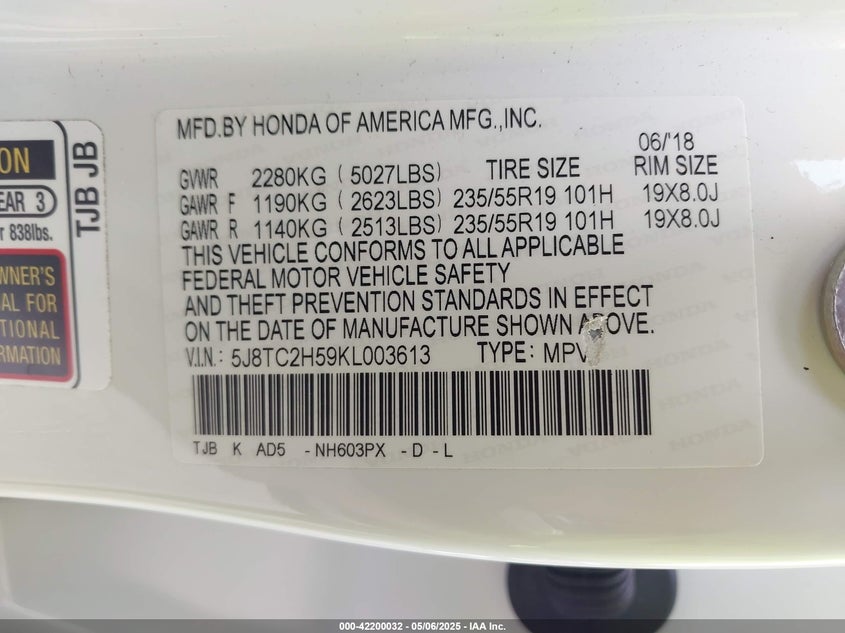 MFD.BY HONDA OF AMERICA MFG.,INC.
06/'18
GVWR 2280KG ( 5027LBS) TIRE SIZE RIM SIZE
GAWR F 1190KG ( 2623LBS) 235/55R19 101H 19X8.0J
GAWR R 1140KG ( 2513LBS) 235/55R19 101H 19X8.0J
THIS VEHICLE CONFORMS TO ALL APPLICABLE
FEDERAL MOTOR VEHICLE SAFETY
AND THEFT PREVENTION STANDARDS IN EFFECT
ON THE DATE OF MANUFACTURE SHOWN ABOVE.
V.I.N.: 5J8TC2H59KL003613 TYPE: MPV
TJB K AD5 -NH603PX -D -L
ON
EAR 3
r 838lbs.
TJB JB
WNER'S
AL FOR
TIONAL
RMATION
000-42200032 - 05/06/2025 - IAA Inc.